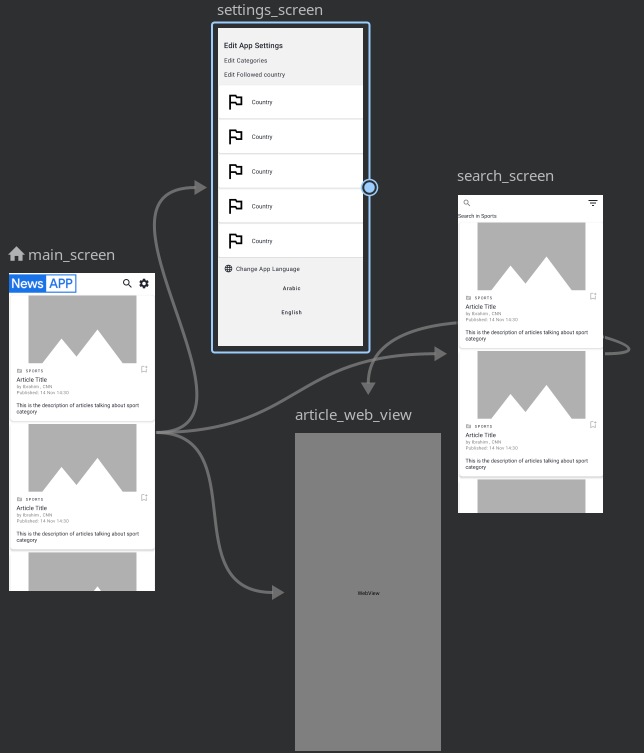 settings_screen
Edit App Settings
Edit Categories
Edit Followed country
Country
Country
Country
Country
Country
Change App Language
Arabic
English
search_screen
Search in Sports
SPORTS
Article Title
by Ibrahim , CNN
Published: 14 Nov 14:30
This is the description of articles talking about sport
category
SPORTS
Article Title
by Ibrahim , CNN
Published: 14 Nov 14:30
This is the description of articles talking about sport
category
main_screen
News APP
SPORTS
Article Title
by Ibrahim , CNN
Published: 14 Nov 14:30
This is the description of articles talking about sport
category
SPORTS
Article Title
by Ibrahim , CNN
Published: 14 Nov 14:30
This is the description of articles talking about sport
category
article_web_view
WebView